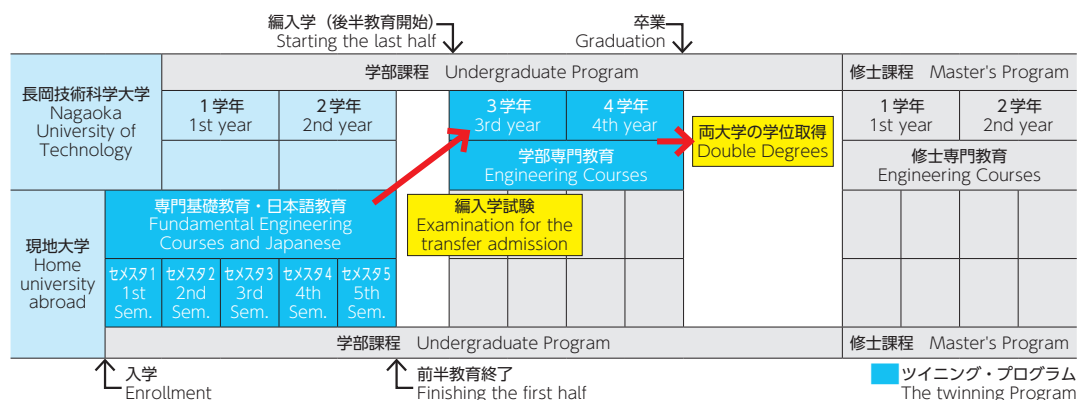 編入学（後半教育開始）
Starting the last half
卒業
Graduation
長岡技術科学大学
Nagaoka
University of
Technology
学部課程 Undergraduate Program
修士課程 Master's Program
1学年
1st year
2学年
2nd year
3学年
3rd year
4学年
4th year
両大学の学位取得
Double Degrees
1学年
1st year
2学年
2nd year
学部専門教育
Engineering Courses
修士専門教育
Engineering Courses
現地大学
Home
university
abroad
専門基礎教育・日本語教育
Fundamental Engineering
Courses and Japanese
編入学試験
Examination for the
transfer admission
セメスタ1
1st
Sem.
セメスタ2
2nd
Sem.
セメスタ3
3rd
Sem.
セメスタ4
4th
Sem.
セメスタ5
5th
Sem.
学部課程 Undergraduate Program
修士課程 Master's Program
入学
Enrollment
前半教育終了
Finishing the first half
ツイニング・プログラム
The twinning Program